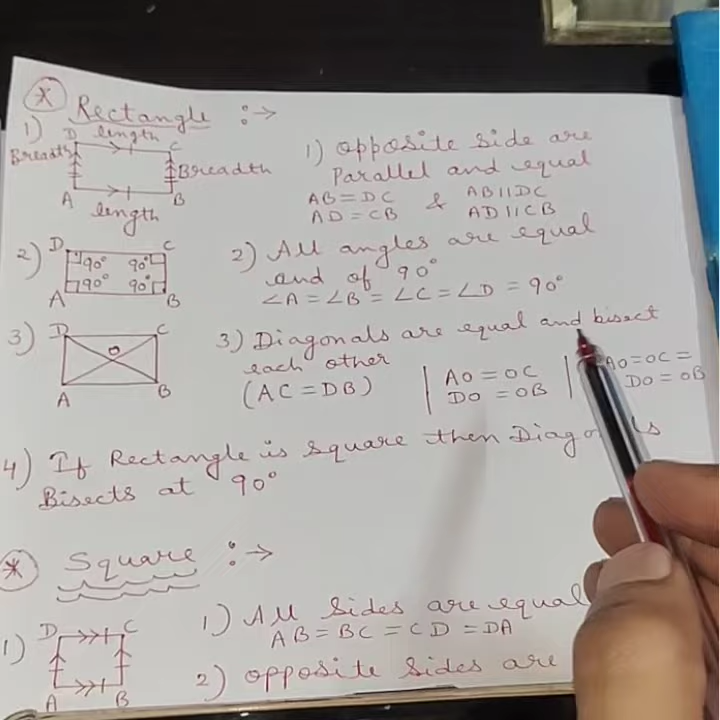 * Rectangle :→
1)
D length C
Breadth Breadth
A length B
1) opposite side are
Parallel and equal
AB = DC & AB || DC
AD = CB AD || CB
2)
D C
90° 90°
90° 90°
A B
2) All angles are equal
and of 90°
∠A = ∠B = ∠C = ∠D = 90°
3)
D C
O
A B
3) Diagonals are equal and bisect
each other
(AC = DB) | AO = OC | AO = OC =
DO = OB DO = OB
4) If Rectangle is square then
Bisects at 90°
* Square :→
1)
D C
A B
1) All sides are equal
AB = BC = CD = DA
2) opposite sides are